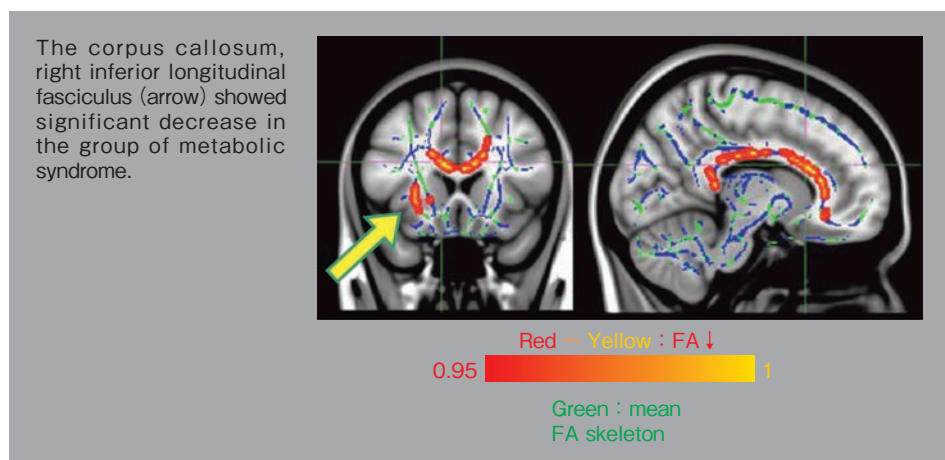 The corpus callosum,
right inferior longitudinal
fasciculus (arrow) showed
significant decrease in
the group of metabolic
syndrome.
Red ~ Yellow : FA ↓
0.95
1
Green : mean
FA skeleton